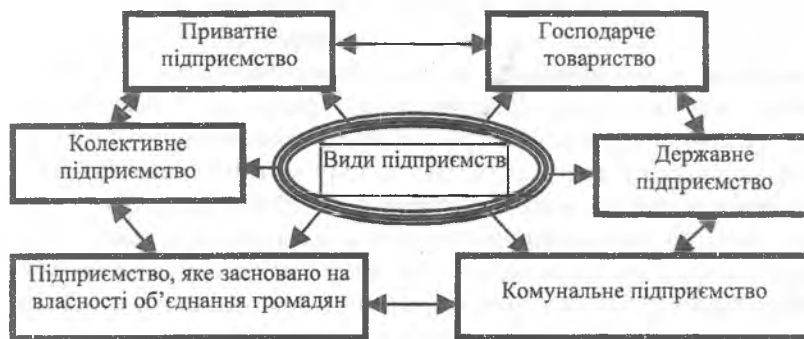 Приватне
підприємство
Господарче
товариство
Колективне
підприємство
Види підприємств
Державне
підприємство
Підприємство, яке засновано на
власності об’єднання громадян
Комунальне підприємство